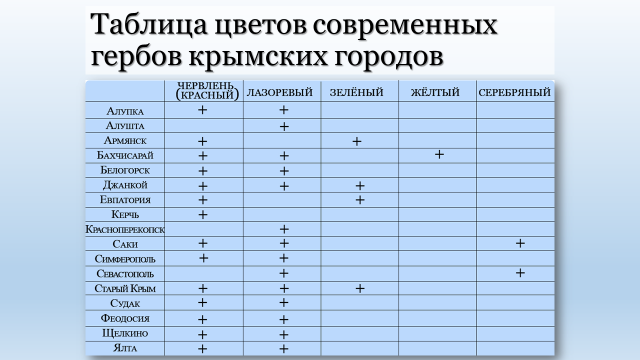 Таблица цветов современных
гербов крымских городов
ЧЕРВЛЕНЬ (КРАСНЫЙ) ЛАЗОРЕВЫЙ ЗЕЛЁНЫЙ ЖЁЛТЫЙ СЕРЕБРЯНЫЙ
АЛУПКА + +
АЛУШТА +
АРМЯНСК + +
БАХЧИСАРАЙ + + +
БЕЛОГОРСК + +
ДЖАНКОЙ + + +
ЕВПАТОРИЯ + +
КЕРЧЬ +
КРАСНОПЕРЕКОПСК +
САКИ + + +
СИМФЕРОПОЛЬ + +
СЕВАСТОПОЛЬ + +
СТАРЫЙ КРЫМ + + +
СУДАК + +
ФЕОДОСИЯ + +
ЩЕЛКИНО + +
ЯЛТА + +